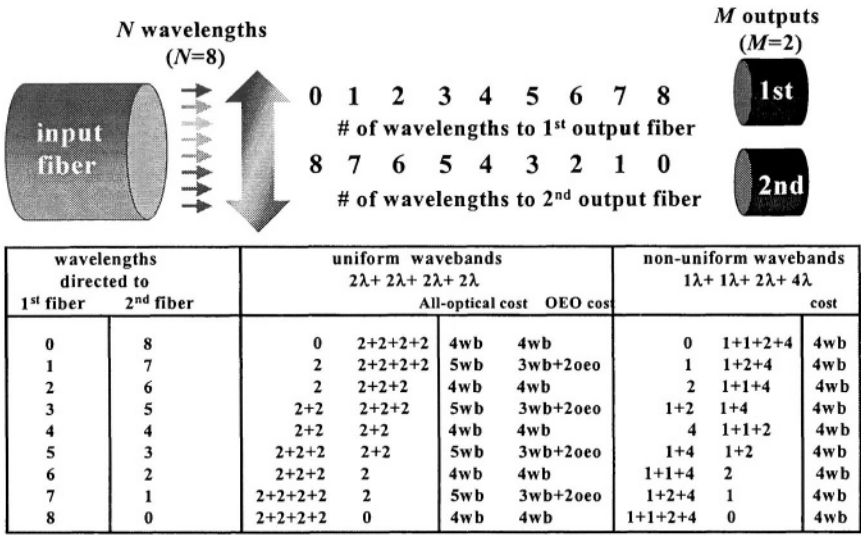 N wavelengths
(N=8)
M outputs
(M=2)
input
fiber
0 1 2 3 4 5 6 7 8
# of wavelengths to 1st output fiber
8 7 6 5 4 3 2 1 0
# of wavelengths to 2nd output fiber
1st
2nd
wavelengths
directed to
1st fiber 2nd fiber
uniform wavebands
2λ+ 2λ+ 2λ+ 2λ
All-optical cost OEO cost
non-uniform wavebands
1λ+ 1λ+ 2λ+ 4λ
cost
0 8 0 2+2+2+2 4wb 4wb 0 1+1+2+4 4wb
1 7 2 2+2+2+2 5wb 3wb+2oeo 1 1+2+4 4wb
2 6 2 2+2+2 4wb 4wb 2 1+1+4 4wb
3 5 2+2 2+2+2 5wb 3wb+2oeo 1+2 1+4 4wb
4 4 2+2 2+2 4wb 4wb 4 1+1+2 4wb
5 3 2+2+2 2+2 5wb 3wb+2oeo 1+4 1+2 4wb
6 2 2+2+2 2 4wb 4wb 1+1+4 2 4wb
7 1 2+2+2+2 2 5wb 3wb+2oeo 1+2+4 1 4wb
8 0 2+2+2+2 0 4wb 4wb 1+1+2+4 0 4wb